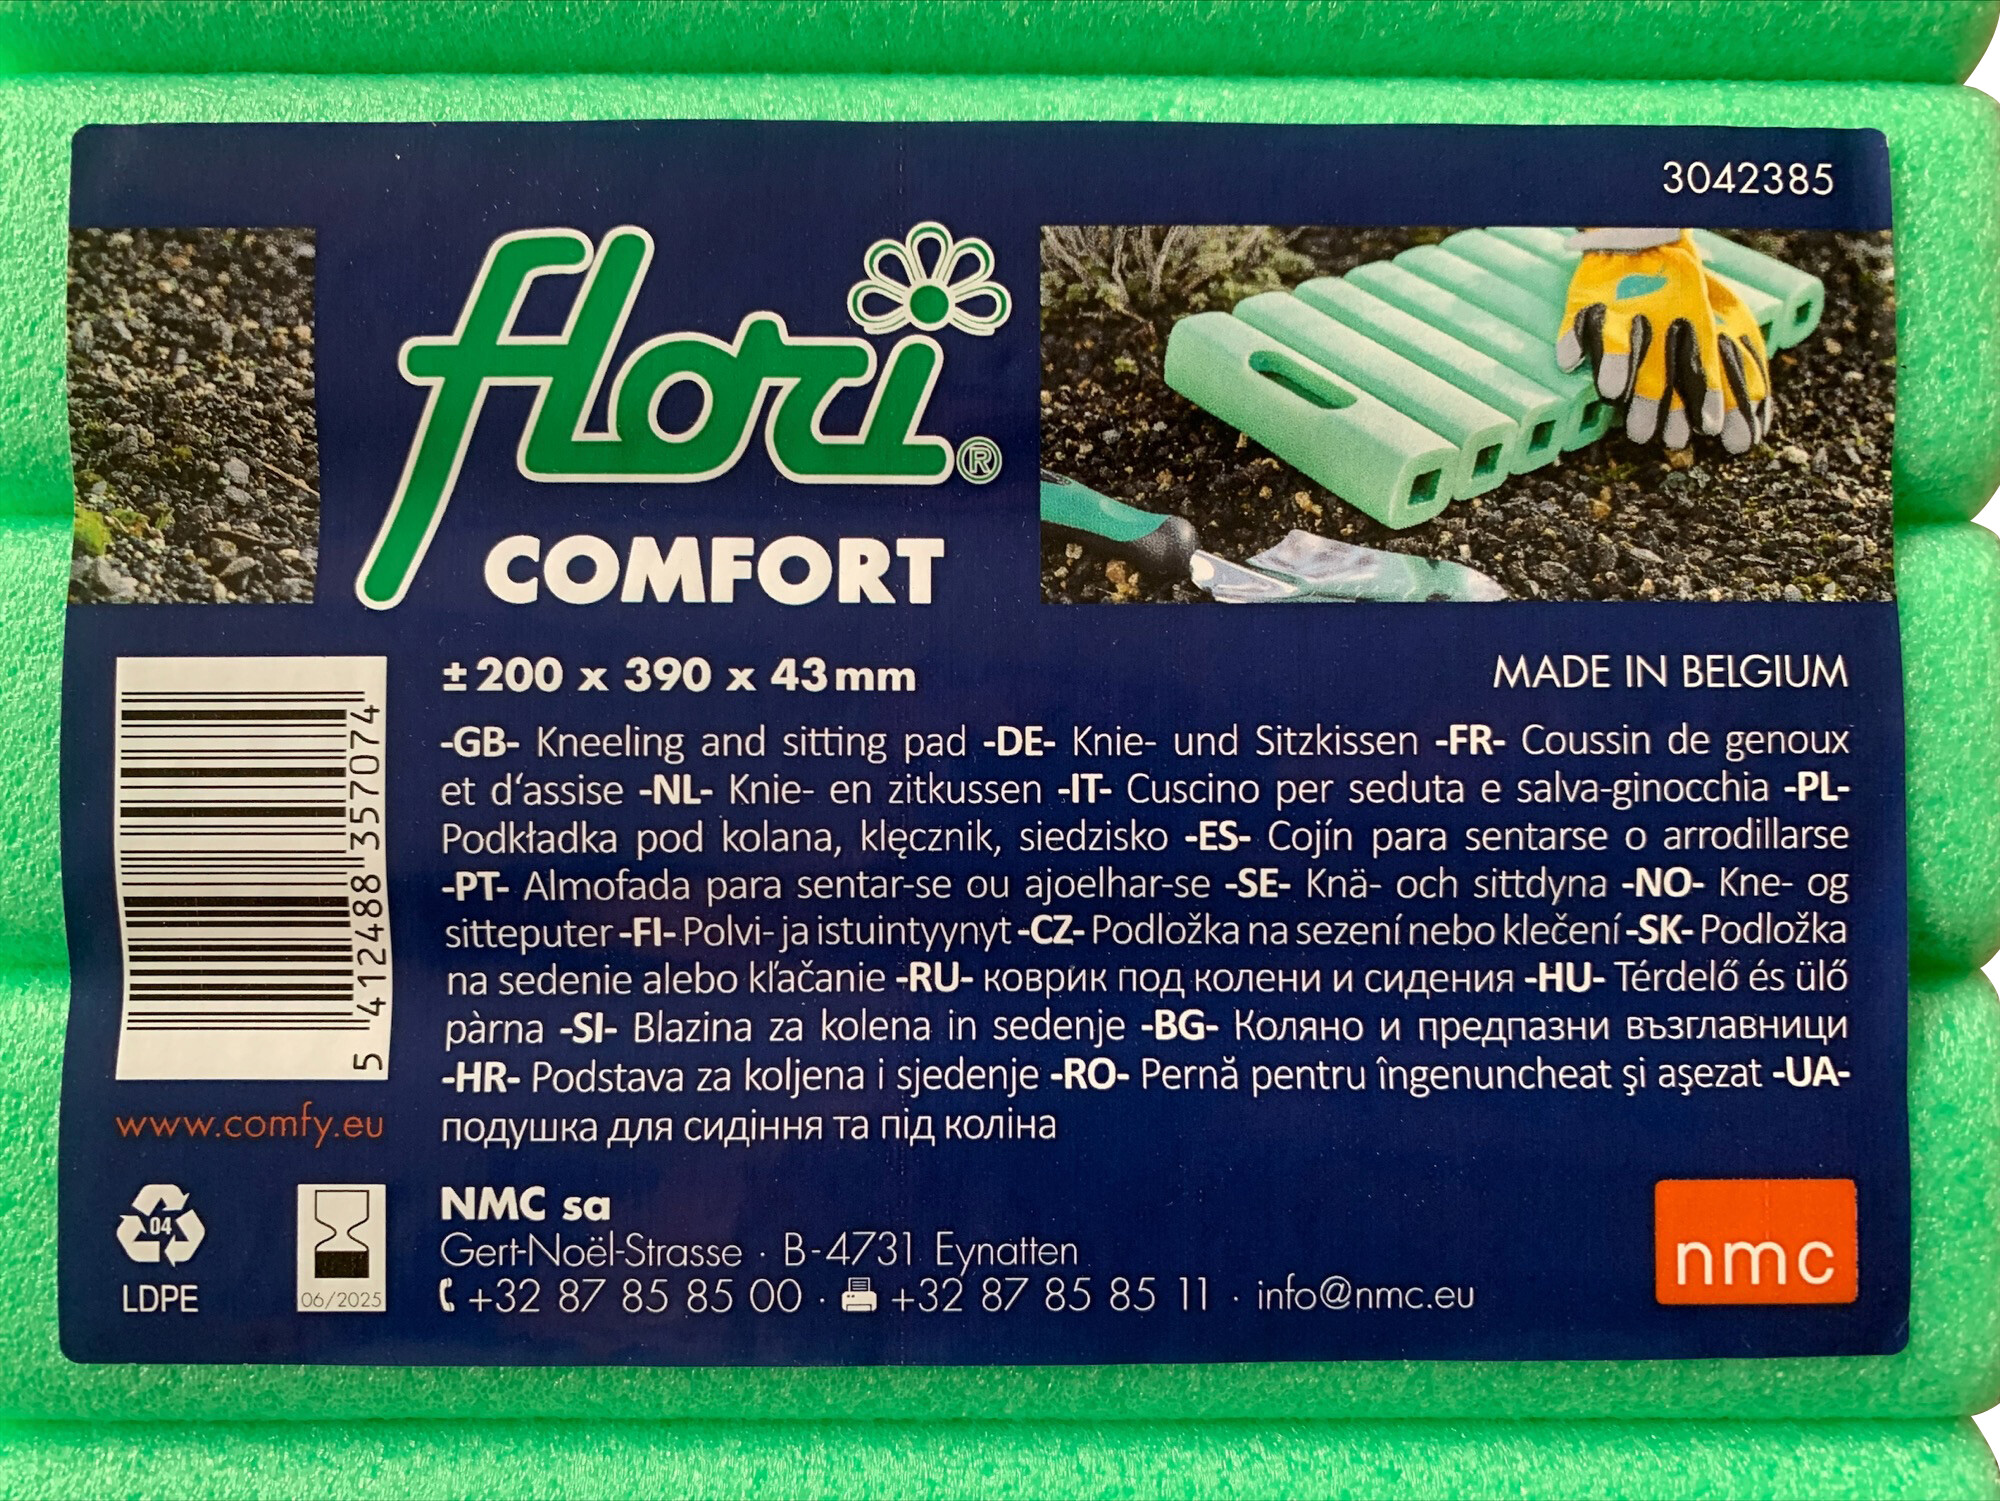 3042385
flori®
COMFORT
± 200 x 390 x 43 mm
MADE IN BELGIUM
-GB- Kneeling and sitting pad -DE- Knie- und Sitzkissen -FR- Coussin de genoux
et d‘assise -NL- Knie- en zitkussen -IT- Cuscino per seduta e salva-ginocchia -PL-
Podkładka pod kolana, klęcznik, siedzisko -ES- Cojín para sentarse o arrodillarse
-PT- Almofada para sentar-se ou ajoelhar-se -SE- Knä- och sittdyna -NO- Kne- og
sitteputer -FI- Polvi- ja istuintyynyt -CZ- Podložka na sezení nebo klečení -SK- Podložka
na sedenie alebo kľačanie -RU- коврик под колени и сидения -HU- Térdelő és ülő
pàrna -SI- Blazina za kolena in sedenje -BG- Коляно и предпазни възглавници
-HR- Podstava za koljena i sjedenje -RO- Pernă pentru îngenuncheat şi aşezat -UA-
подушка для сидіння та під коліна
5 412488 357074
www.comfy.eu
04
LDPE
06/2025
NMC sa
Gert-Noël-Strasse · B-4731 Eynatten
+32 87 85 85 00 · +32 87 85 85 11 · info@nmc.eu
nmc